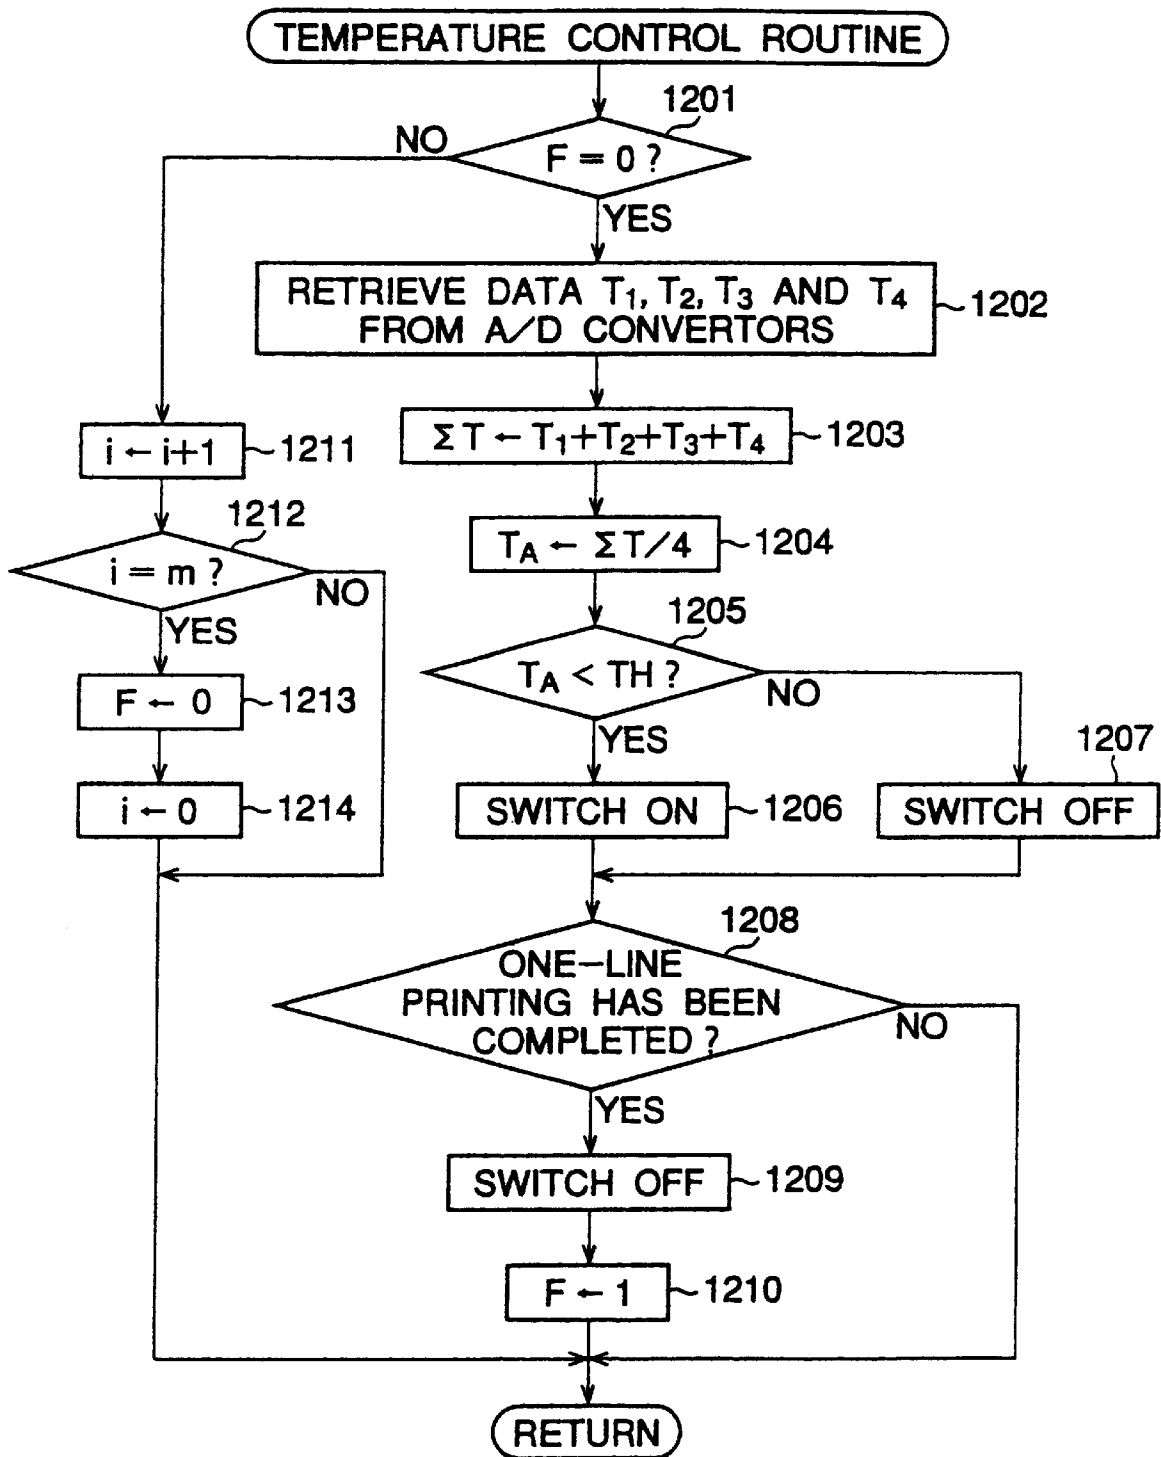 TEMPERATURE CONTROL ROUTINE
1201
F = 0 ?
NO
YES
RETRIEVE DATA T₁, T₂, T₃ AND T₄
FROM A/D CONVERTORS
1202
ΣT ← T₁+T₂+T₃+T₄
1203
i ← i+1
1211
T_A ← ΣT/4
1204
1212
i = m ?
NO
YES
1205
T_A < TH ?
NO
YES
F ← 0
1213
1207
i ← 0
1214
SWITCH ON
1206
SWITCH OFF
1208
ONE-LINE
PRINTING HAS BEEN
COMPLETED ?
NO
YES
SWITCH OFF
1209
F ← 1
1210
RETURN